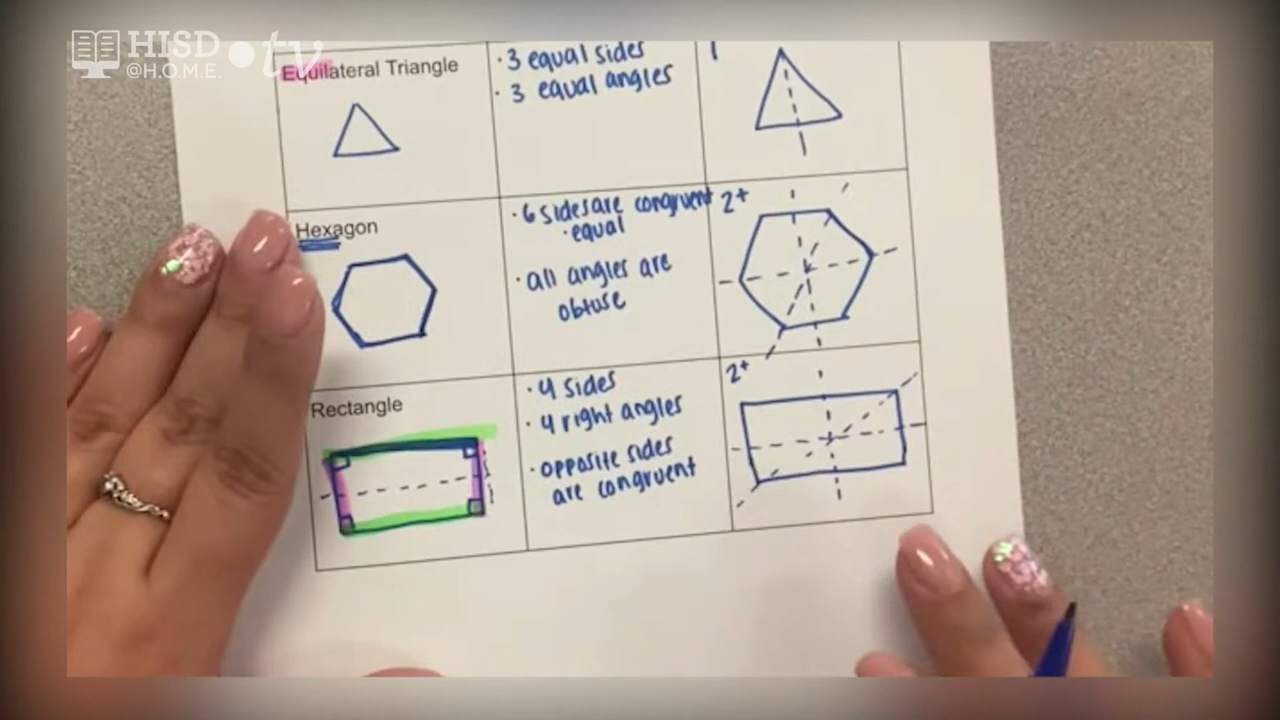 HISD
@H.O.M.E.
tv
Equilateral Triangle
· 3 equal sides
· 3 equal angles
1
Hexagon
· 6 sides are congruent
· equal
· all angles are
obtuse
2+
Rectangle
· 4 sides
· 4 right angles
· opposite sides
are congruent
2+